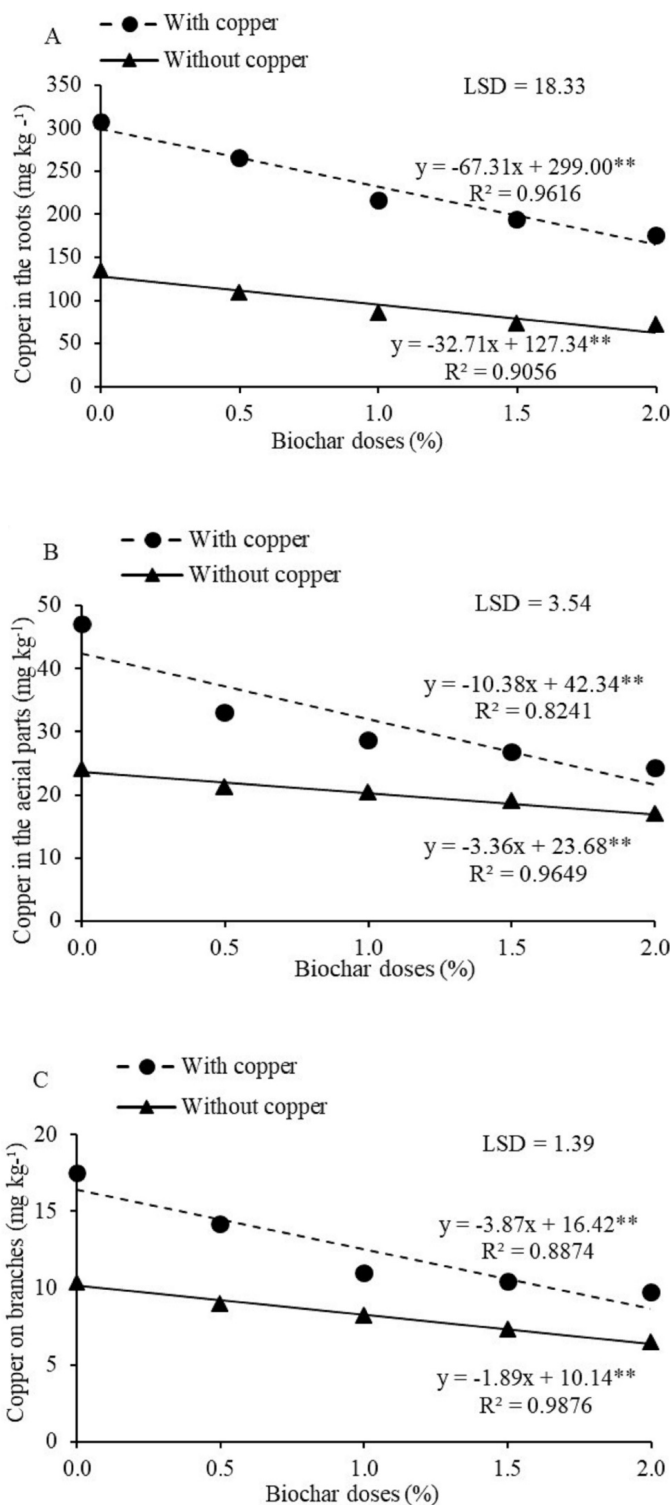 A
With copper
Without copper
LSD = 18.33
Copper in the roots (mg kg -1)
350
300
250
200
150
100
50
0
y = -67.31x + 299.00**
R² = 0.9616
y = -32.71x + 127.34**
R² = 0.9056
0.0 0.5 1.0 1.5 2.0
Biochar doses (%)
B
With copper
Without copper
LSD = 3.54
Copper in the aerial parts (mg kg-1)
50
40
30
20
10
0
y = -10.38x + 42.34**
R² = 0.8241
y = -3.36x + 23.68**
R² = 0.9649
0.0 0.5 1.0 1.5 2.0
Biochar doses (%)
C
With copper
Without copper
LSD = 1.39
Copper on branches (mg kg-1)
20
15
10
5
0
y = -3.87x + 16.42**
R² = 0.8874
y = -1.89x + 10.14**
R² = 0.9876
0.0 0.5 1.0 1.5 2.0
Biochar doses (%)